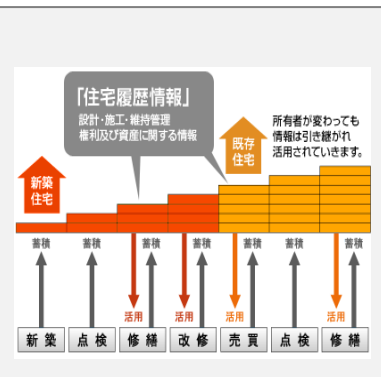 「住宅履歴情報」
設計・施工・維持管理
権利及び資産に関する情報
所有者が変わっても
情報は引き継がれ
活用されていきます。
既存
住宅
新築
住宅
蓄積 蓄積 蓄積 蓄積 蓄積 蓄積 蓄積
活用 活用 活用 活用
新築 点検 修繕 改修 売買 点検 修繕